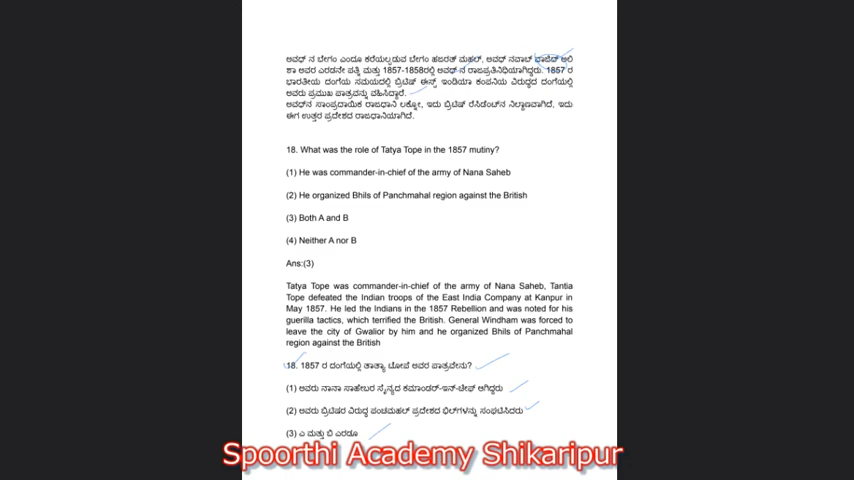 ಅವಧ್ ನ ಬೇಗಂ ಎಂದೂ ಕರೆಯಲ್ಪಡುವ ಬೇಗಂ ಹಜರತ್ ಮಹಲ್, ಅವಧ್ ನವಾಬ್ ವಾಜಿದ್ ಅಲಿ
ಶಾ ಅವರ ಎರಡನೇ ಪತ್ನಿ ಮತ್ತು 1857-1858ರಲ್ಲಿ ಅವಧ್ ನ ರಾಜಪ್ರತಿನಿಧಿಯಾಗಿದ್ದರು. 1857 ರ
ಭಾರತೀಯ ದಂಗೆಯ ಸಮಯದಲ್ಲಿ ಬ್ರಿಟಿಷ್ ಈಸ್ಟ್ ಇಂಡಿಯಾ ಕಂಪನಿಯ ವಿರುದ್ಧದ ದಂಗೆಯಲ್ಲಿ
ಅವರು ಪ್ರಮುಖ ಪಾತ್ರವನ್ನು ವಹಿಸಿದ್ದಾರೆ.
ಅವಧ್‌ನ ಸಾಂಪ್ರದಾಯಿಕ ರಾಜಧಾನಿ ಲಕ್ನೋ, ಇದು ಬ್ರಿಟಿಷ್ ರೆಸಿಡೆಂಟ್‌ನ ನಿಲ್ದಾಣವಾಗಿದೆ, ಇದು
ಈಗ ಉತ್ತರ ಪ್ರದೇಶದ ರಾಜಧಾನಿಯಾಗಿದೆ.
18. What was the role of Tatya Tope in the 1857 mutiny?
(1) He was commander-in-chief of the army of Nana Saheb
(2) He organized Bhils of Panchmahal region against the British
(3) Both A and B
(4) Neither A nor B
Ans:(3)
Tatya Tope was commander-in-chief of the army of Nana Saheb, Tantia
Tope defeated the Indian troops of the East India Company at Kanpur in
May 1857. He led the Indians in the 1857 Rebellion and was noted for his
guerilla tactics, which terrified the British. General Windham was forced to
leave the city of Gwalior by him and he organized Bhils of Panchmahal
region against the British
18. 1857 ರ ದಂಗೆಯಲ್ಲಿ ತಾತ್ಯಾ ಟೋಪೆ ಅವರ ಪಾತ್ರವೇನು?
(1) ಅವರು ನಾನಾ ಸಾಹೇಬರ ಸೈನ್ಯದ ಕಮಾಂಡರ್-ಇನ್-ಚೀಫ್ ಆಗಿದ್ದರು
(2) ಅವರು ಬ್ರಿಟಿಷರ ವಿರುದ್ಧ ಪಂಚಮಹಲ್ ಪ್ರದೇಶದ ಭಿಲ್‌ಗಳನ್ನು ಸಂಘಟಿಸಿದರು
(3) ಎ ಮತ್ತು ಬಿ ಎರಡೂ
Spoorthi Academy Shikaripur